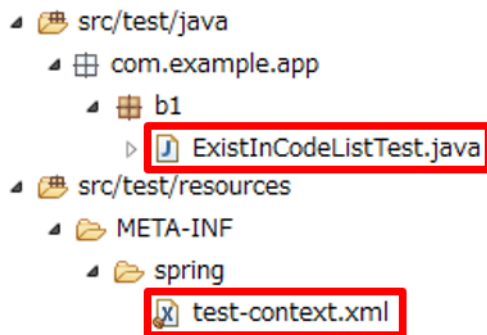 src/test/java
com.example.app
b1
ExistInCodeListTest.java
src/test/resources
META-INF
spring
test-context.xml